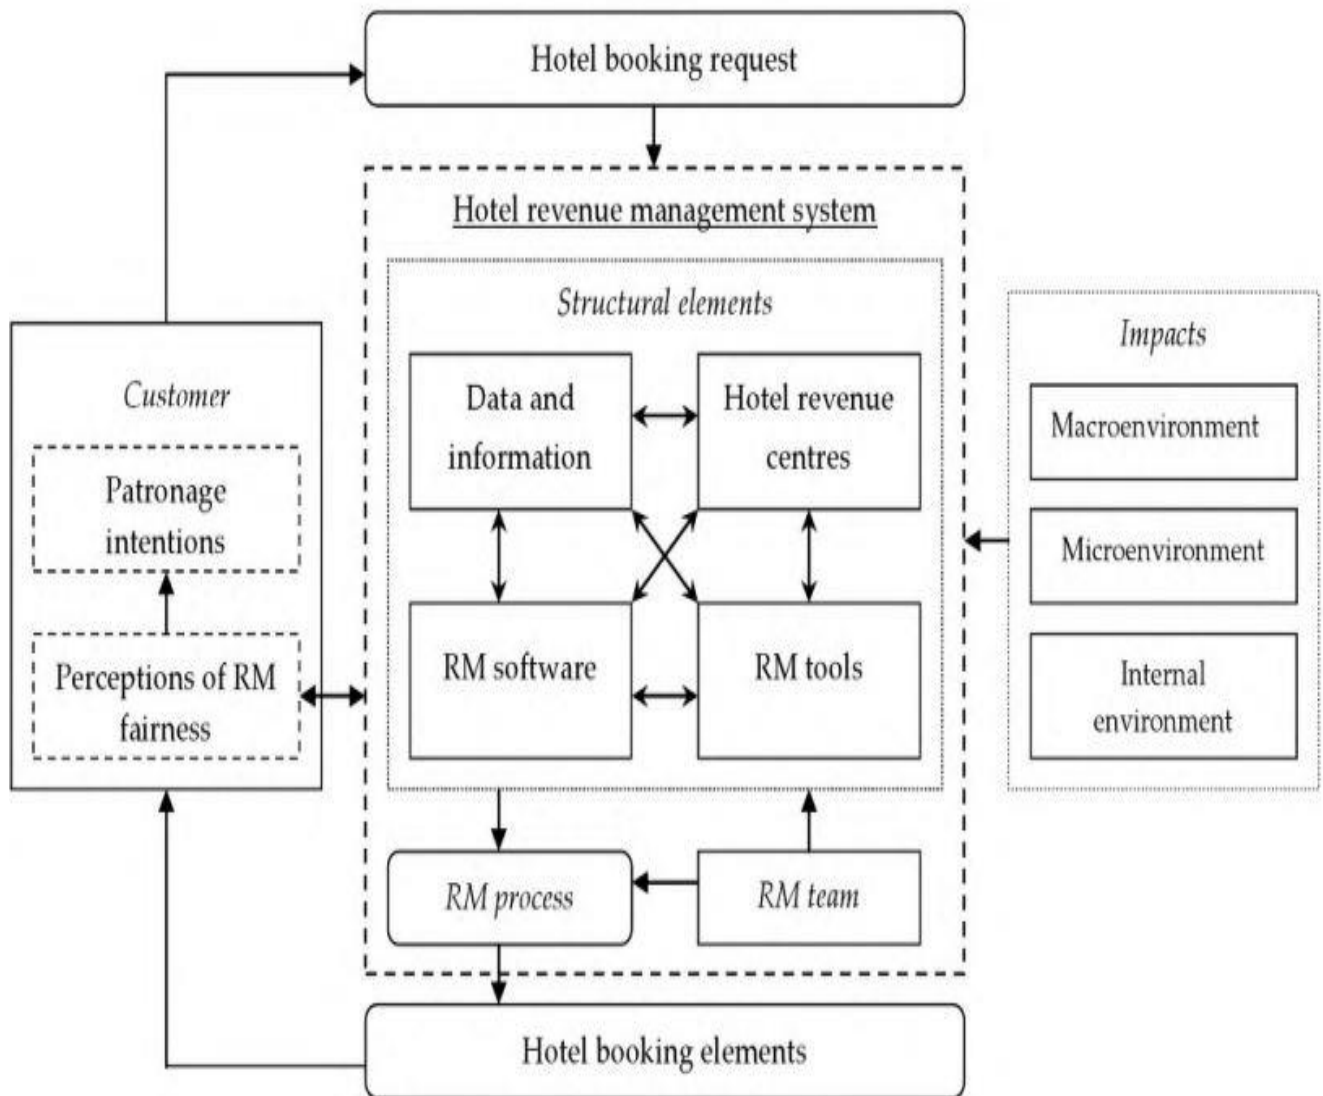 Hotel booking request
Hotel revenue management system
Structural elements
Data and
information
Hotel revenue
centres
RM software
RM tools
RM process
RM team
Hotel booking elements
Customer
Patronage
intentions
Perceptions of RM
fairness
Impacts
Macroenvironment
Microenvironment
Internal
environment